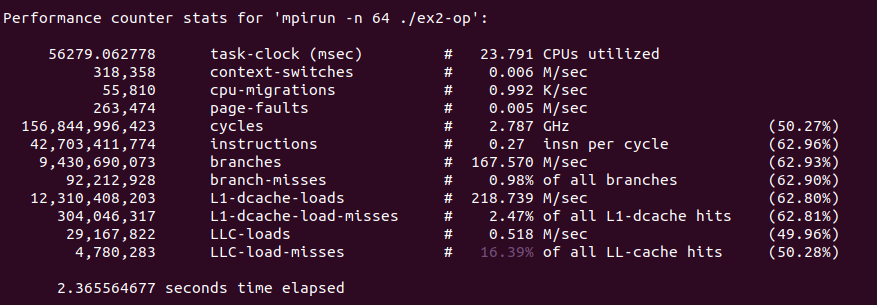 Performance counter stats for 'mpirun -n 64 ./ex2-op':
56279.062778 task-clock (msec) # 23.791 CPUs utilized
318,358 context-switches # 0.006 M/sec
55,810 cpu-migrations # 0.992 K/sec
263,474 page-faults # 0.005 M/sec
156,844,996,423 cycles # 2.787 GHz (50.27%)
42,703,411,774 instructions # 0.27 insn per cycle (62.96%)
9,430,690,073 branches # 167.570 M/sec (62.93%)
92,212,928 branch-misses # 0.98% of all branches (62.90%)
12,310,408,203 L1-dcache-loads # 218.739 M/sec (62.80%)
304,046,317 L1-dcache-load-misses # 2.47% of all L1-dcache hits (62.81%)
29,167,822 LLC-loads # 0.518 M/sec (49.96%)
4,780,283 LLC-load-misses # 16.39% of all LL-cache hits (50.28%)
2.365564677 seconds time elapsed